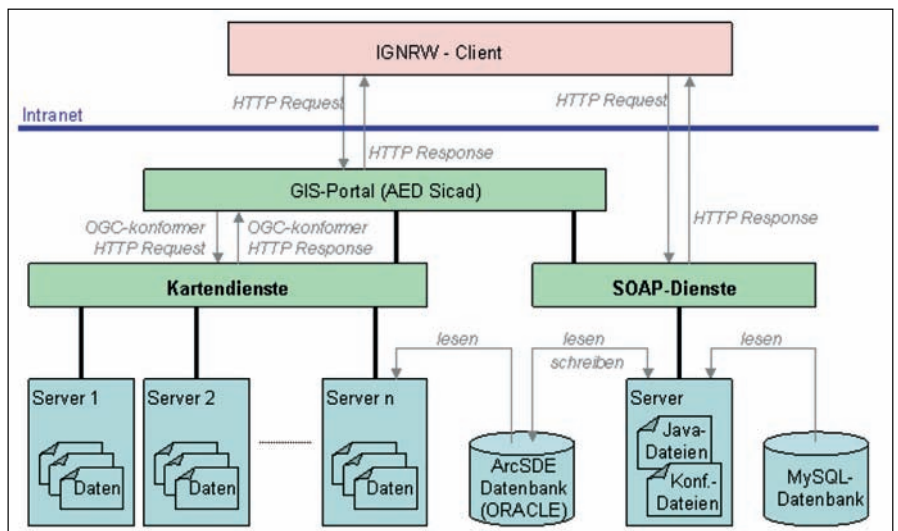 IGNRW - Client
HTTP Request
HTTP Request
Intranet
HTTP Response
GIS-Portal (AED Sicad)
OGC-konformer
HTTP Request
OGC-konformer
HTTP Response
HTTP Response
Kartendienste
SOAP-Dienste
lesen
lesen
schreiben
lesen
Server 1
Server 2
Server n
Server
Java-
Dateien
Konf.-
Dateien
Daten
Daten
Daten
ArcSDE
Datenbank
(ORACLE)
MySQL-
Datenbank